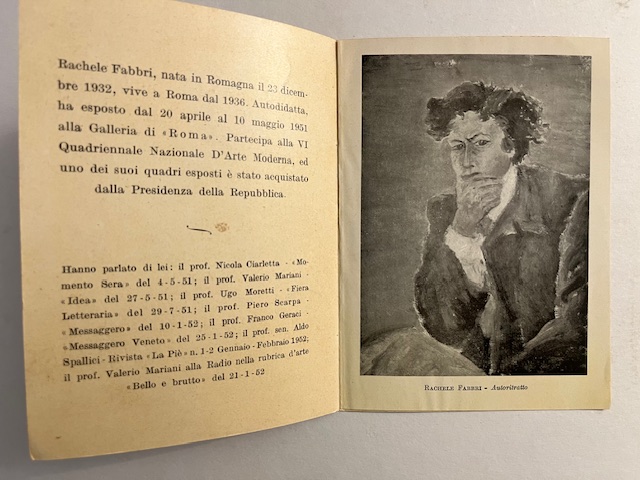 Rachele Fabbri, nata in Romagna il 23 dicem-
bre 1932, vive a Roma dal 1936. Autodidatta,
ha esposto dal 20 aprile al 10 maggio 1951
alla Galleria di «Roma». Partecipa alla VI
Quadriennale Nazionale D'Arte Moderna, ed
uno dei suoi quadri esposti è stato acquistato
dalla Presidenza della Repubblica.
Hanno parlato di lei: il prof. Nicola Ciarletta - «Mo-
mento Sera» del 4-5-51; il prof. Valerio Mariani -
«Idea» del 27-5-51; il prof. Ugo Moretti - «Fiera
Letteraria» del 29-7-51; il prof. Piero Scarpa -
«Messaggero» del 10-1-52; il prof. Franco Geraci -
«Messaggero Veneto» del 25-1-52; il prof. sen. Aldo
Spallici - Rivista «La Piè» n. 1-2 Gennaio - Febbraio 1952;
il prof. Valerio Mariani alla Radio nella rubrica d'arte
«Bello e brutto» del 21-1-52
RACHELE FABBRI - Autoritratto